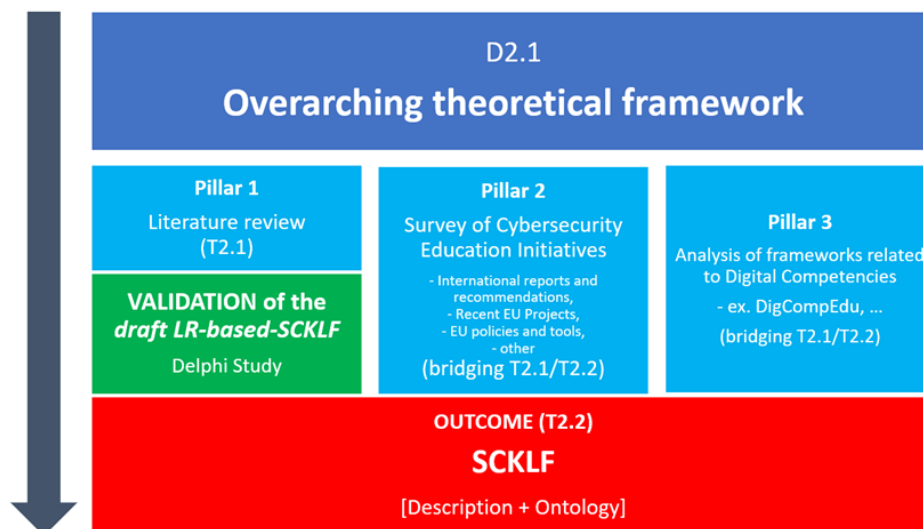 D2.1
Overarching theoretical framework
Pillar 1
Literature review
(T2.1)
VALIDATION of the
draft LR-based-SCKLF
Delphi Study
Pillar 2
Survey of Cybersecurity
Education Initiatives
- International reports and
recommendations,
- Recent EU Projects,
- EU policies and tools,
- other
(bridging T2.1/T2.2)
Pillar 3
Analysis of frameworks related
to Digital Competencies
- ex. DigCompEdu, ...
(bridging T2.1/T2.2)
OUTCOME (T2.2)
SCKLF
[Description + Ontology]